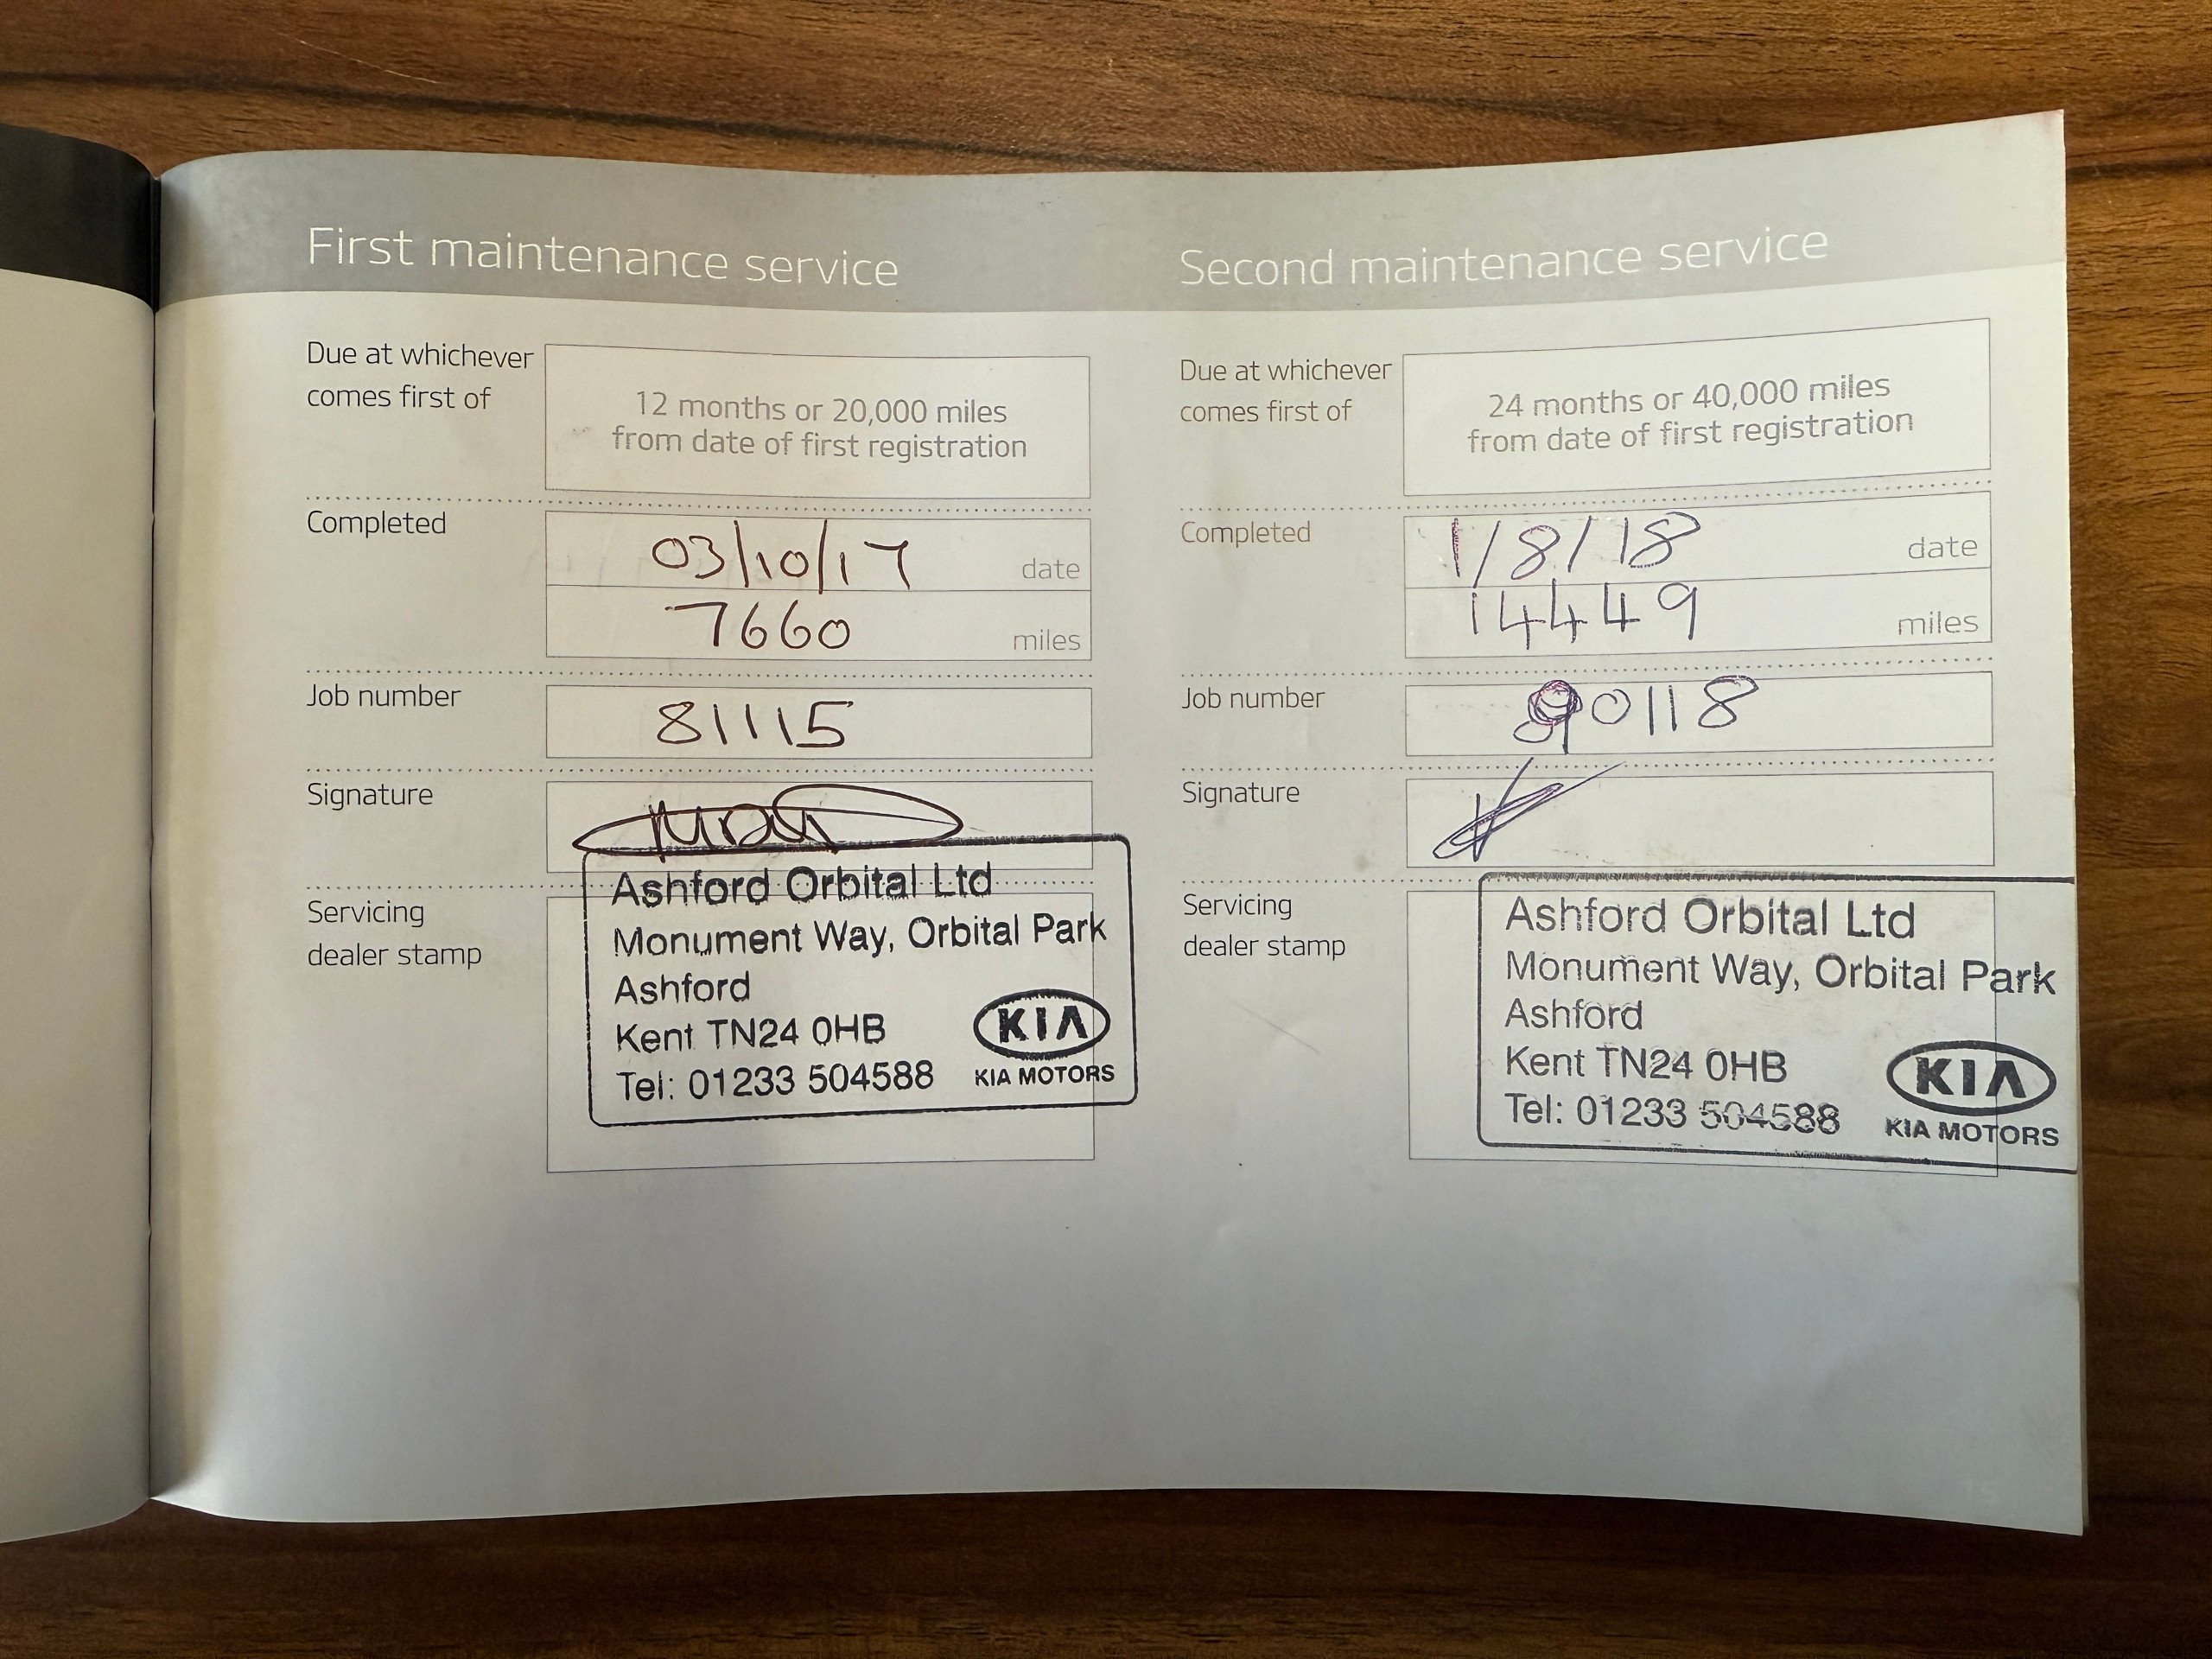 First maintenance service
Due at whichever
comes first of
12 months or 20,000 miles
from date of first registration
Completed
03/10/17
date
7660
miles
Job number
81115
Signature
Servicing
dealer stamp
Ashford Orbital Ltd
Monument Way, Orbital Park
Ashford
Kent TN24 0HB
Tel: 01233 504588
KIA
KIA MOTORS
Second maintenance service
Due at whichever
comes first of
24 months or 40,000 miles
from date of first registration
Completed
1/8/18
date
14449
miles
Job number
90118
Signature
Servicing
dealer stamp
Ashford Orbital Ltd
Monument Way, Orbital Park
Ashford
Kent TN24 0HB
Tel: 01233 504588
KIA
KIA MOTORS